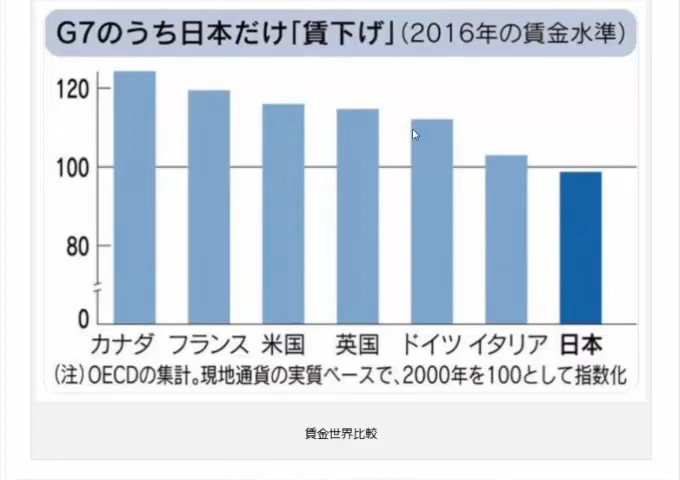 G7のうち日本だけ「賃下げ」(2016年の賃金水準)
120
100
80
0
カナダ フランス 米国 英国 ドイツ イタリア 日本
(注)OECDの集計。現地通貨の実質ベースで、2000年を100として指数化
賃金世界比較